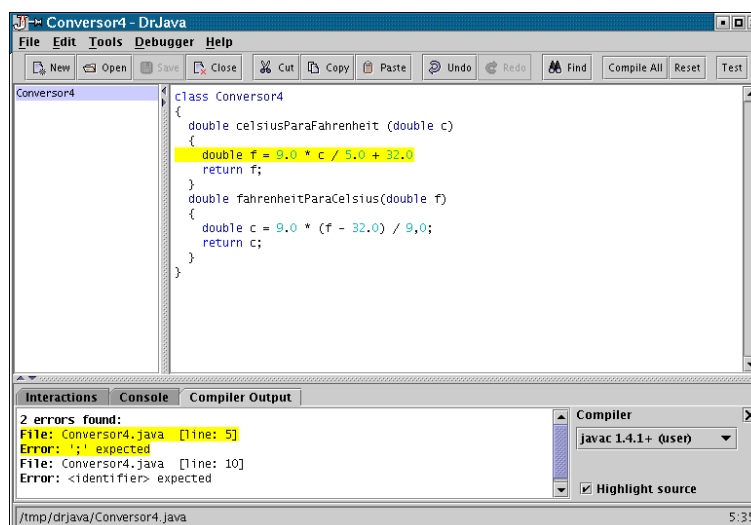 Conversor4 - DrJava
File Edit Tools Debugger Help
New Open Save Close Cut Copy Paste Undo Redo Find Compile All Reset Test
Conversor4
class Conversor4
{
double celsiusParaFahrenheit (double c)
{
double f = 9.0 * c / 5.0 + 32.0
return f;
}
double fahrenheitParaCelsius(double f)
{
double c = 9.0 * (f - 32.0) / 9,0;
return c;
}
}
Interactions Console Compiler Output
2 errors found:
File: Conversor4.java [line: 5]
Error: ';' expected
File: Conversor4.java [line: 10]
Error: <identifier> expected
Compiler
javac 1.4.1+ (user)
Highlight source
/tmp/drjava/Conversor4.java